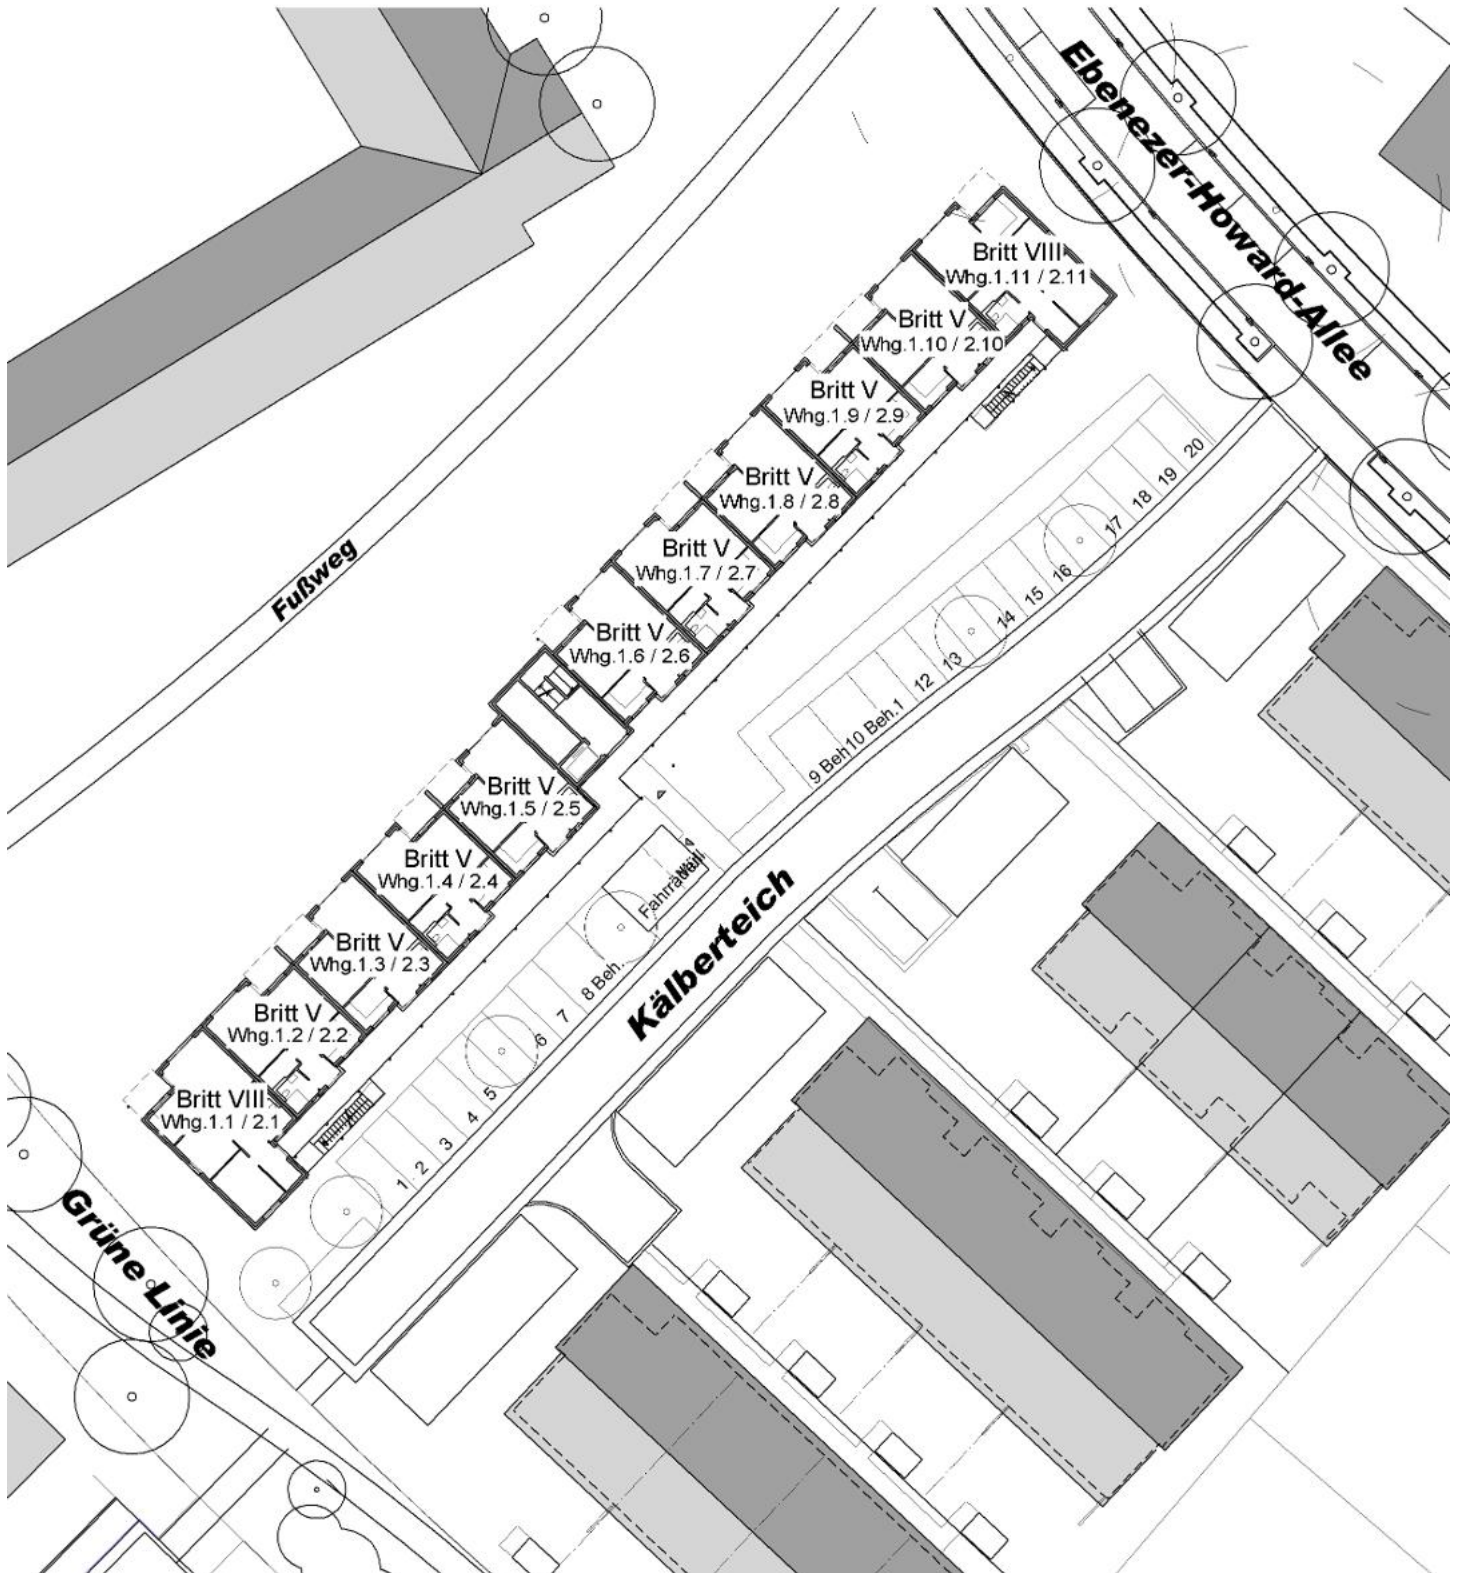 Ebenezer-Howard-Allee
Britt VIII
Whg.1.11 / 2.11
Britt V
Whg.1.10 / 2.10
Britt V
Whg.1.9 / 2.9
Britt V
Whg.1.8 / 2.8
Britt V
Whg.1.7 / 2.7
Britt V
Whg.1.6 / 2.6
Britt V
Whg.1.5 / 2.5
Britt V
Whg.1.4 / 2.4
Britt V
Whg.1.3 / 2.3
Britt V
Whg.1.2 / 2.2
Britt VIII
Whg.1.1 / 2.1
Fußweg
20
19
18
17
16
15
14
13
12
10 Beh.1
9 Beh
Müll
Fahrräder
8 Beh.
7
6
5
4
3
2
1
Kälberteich
Grüne Linie